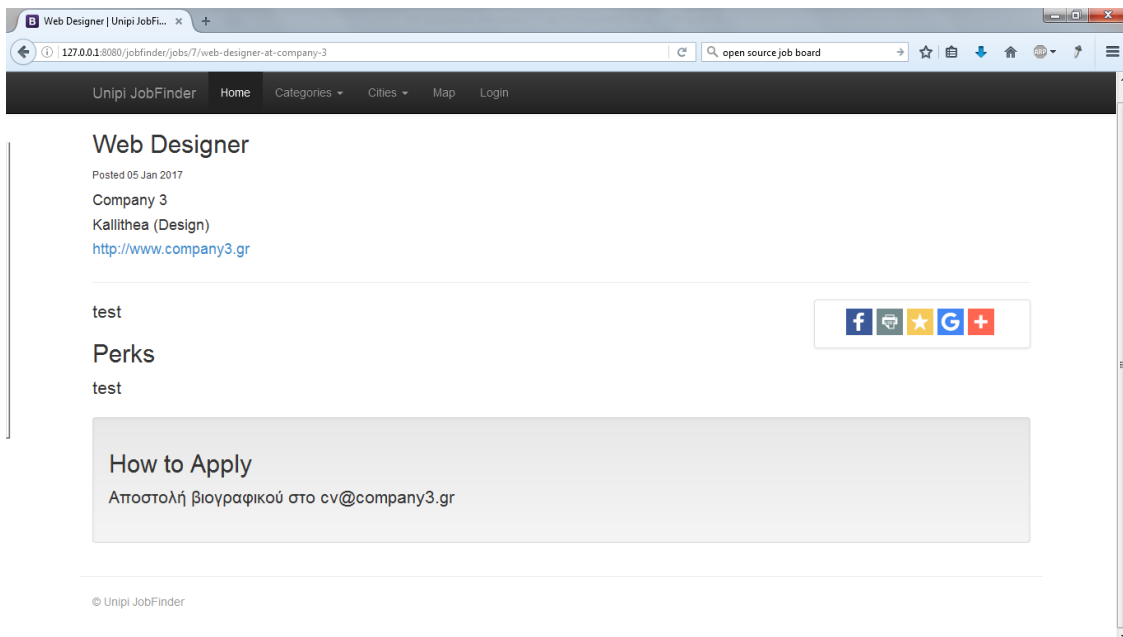 Web Designer | Unipi JobFi...
127.0.0.1:8080/jobfinder/jobs/7/web-designer-at-company-3
open source job board
ABP
Unipi JobFinder Home Categories Cities Map Login
Web Designer
Posted 05 Jan 2017
Company 3
Kallithea (Design)
http://www.company3.gr
test
Perks
test
How to Apply
Αποστολή βιογραφικού στο cv@company3.gr
© Unipi JobFinder